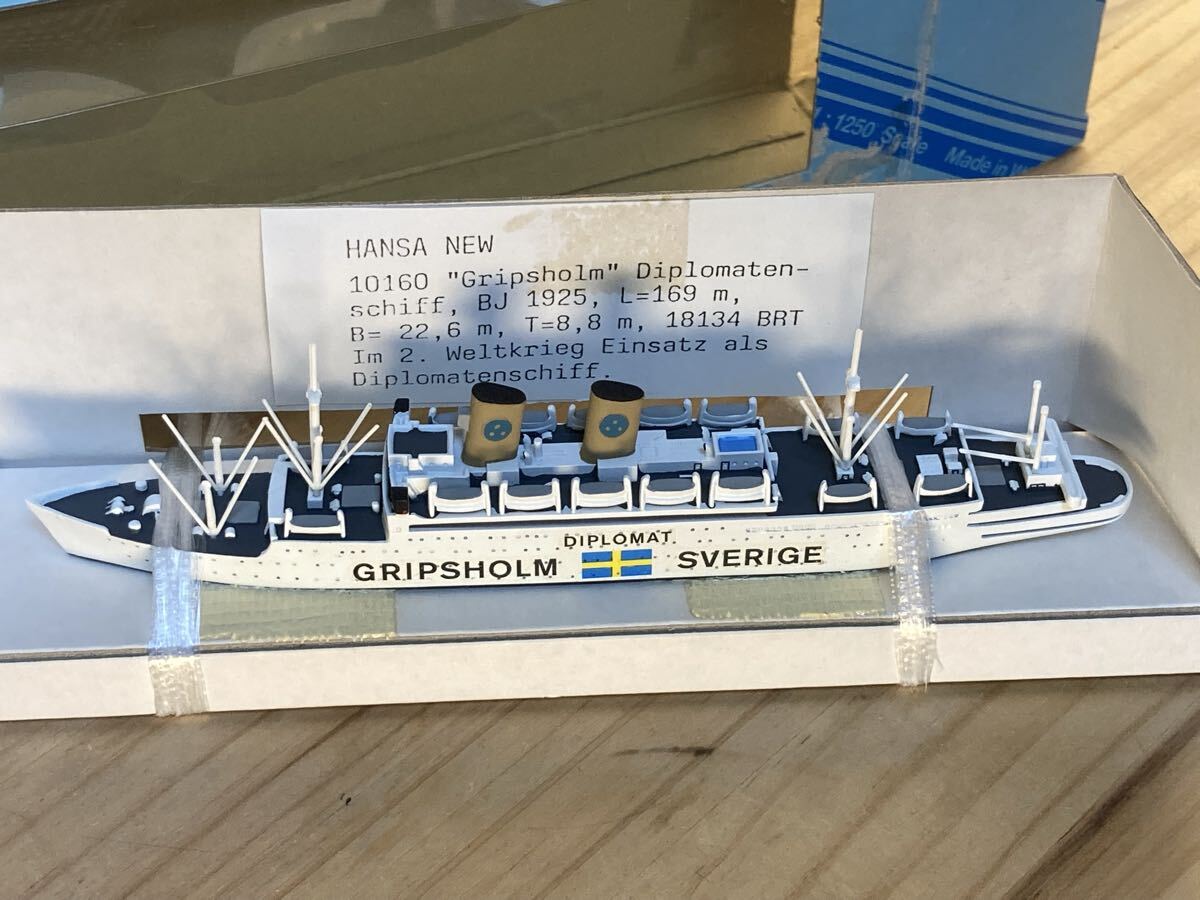 : 1250 Scale
Made in W
HANSA NEW
10160 "Gripsholm" Diplomaten-
schiff, BJ 1925, L=169 m,
B= 22,6 m, T=8,8 m, 18134 BRT
Im 2. Weltkrieg Einsatz als
Diplomatenschiff.
DIPLOMAT
GRIPSHOLM SVERIGE